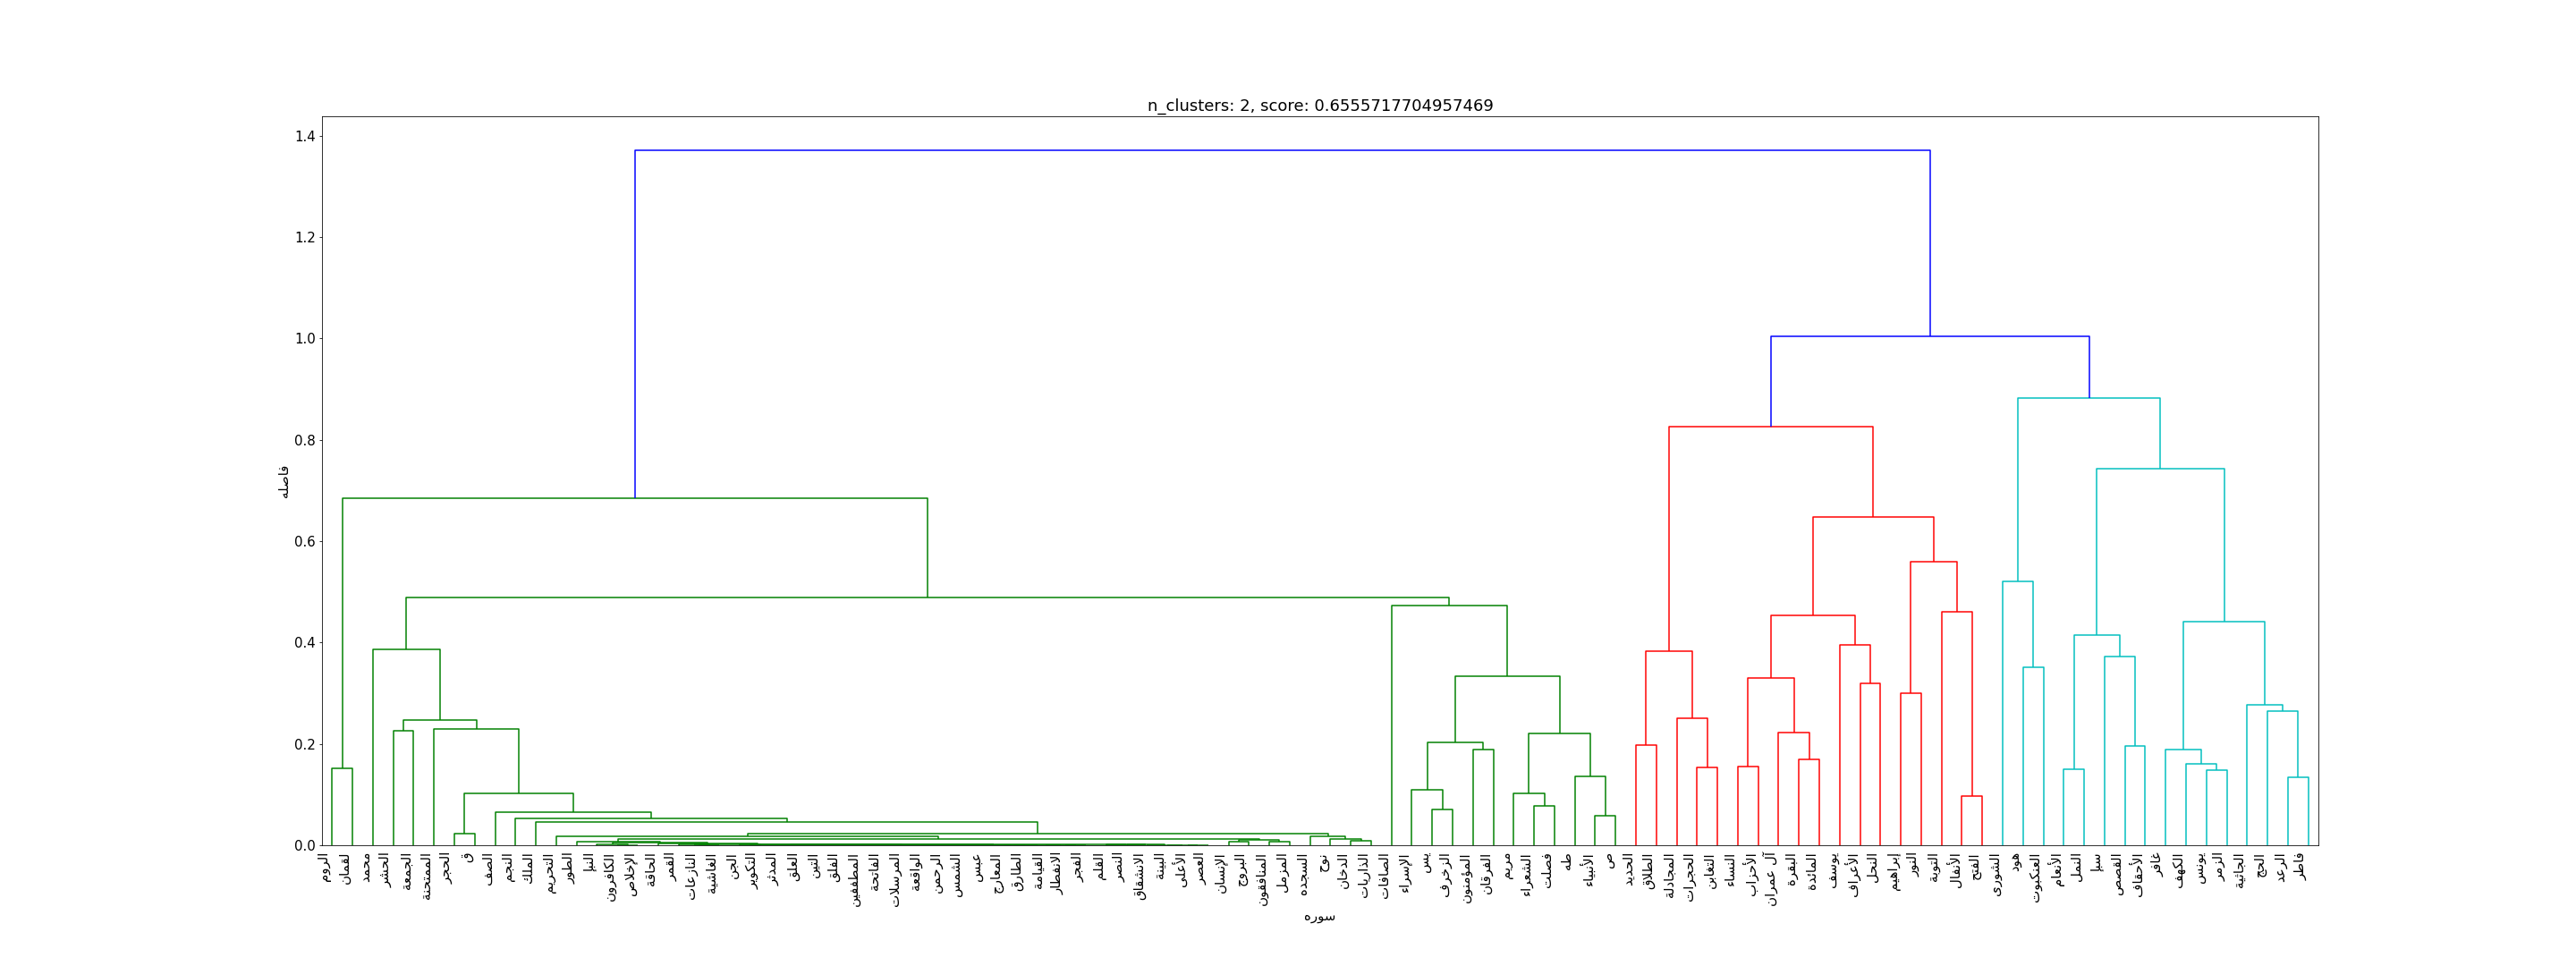 n_clusters: 2, score: 0.6555717704957469
1.4
1.2
1.0
0.8
0.6
0.4
0.2
0.0
فاصله
الروم
لقمان
محمد
الحشر
الجمعة
الممتحنة
الحجر
ق
الصف
النجم
الملك
التحريم
الطور
النبإ
الكافرون
الإخلاص
الحاقة
القمر
النازعات
الغاشية
الجن
التكوير
المدثر
العلق
التين
الفلق
المطففين
الفاتحة
المرسلات
الواقعة
الرحمن
الشمس
عبس
المعارج
الطارق
القيامة
الانفطار
الفجر
القلم
النصر
الانشقاق
البينة
الأعلى
العصر
الإنسان
البروج
المنافقون
المزمل
السجده
نوح
الدخان
الذاريات
الصافات
الإسراء
يس
الزخرف
المؤمنون
الفرقان
مريم
الشعراء
فصلت
طه
الأنبياء
ص
الحديد
الطلاق
المجادلة
الحجرات
التغابن
النساء
الأحزاب
آل عمران
البقرة
المائدة
يوسف
الأعراف
النحل
إبراهيم
النور
التوبة
الأنفال
الفتح
الشورى
هود
العنكبوت
الأنعام
النمل
سبإ
القصص
الأحقاف
غافر
الكهف
يونس
الزمر
الجاثية
الحج
الرعد
فاطر
سوره